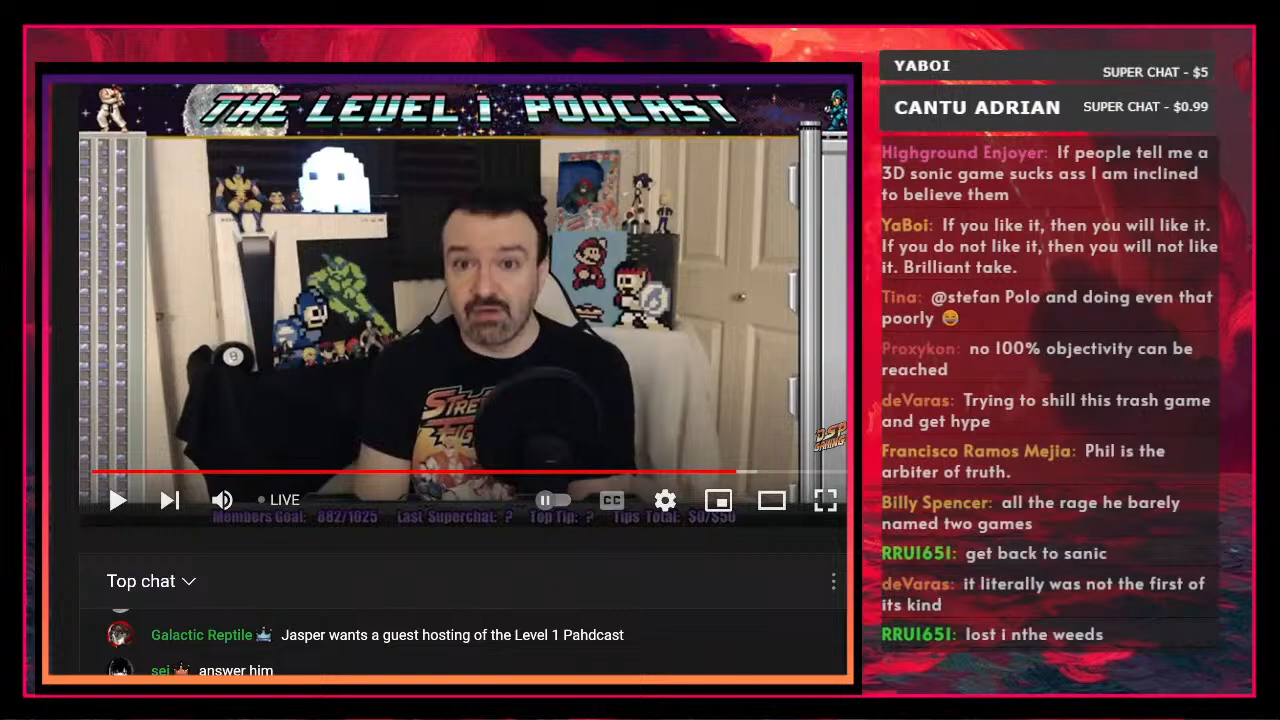 THE LEVEL 1 PODCAST
STREET
DSP
GAMING
LIVE
CC
Members Goal: 882/1025 Last Superchat: ? Top Tip: ? Tips Total: $0/$50
Top chat
Galactic Reptile Jasper wants a guest hosting of the Level 1 Pahdcast
sei answer him
YABOI SUPER CHAT - $5
CANTU ADRIAN SUPER CHAT - $0.99
Highground Enjoyer: If people tell me a
3D sonic game sucks ass I am inclined
to believe them
YaBoi: If you like it, then you will like it.
If you do not like it, then you will not like
it. Brilliant take.
Tina: @stefan Polo and doing even that
poorly 😅
Proxykon: no 100% objectivity can be
reached
deVaras: Trying to shill this trash game
and get hype
Francisco Ramos Mejia: Phil is the
arbiter of truth.
Billy Spencer: all the rage he barely
named two games
RRU1651: get back to sanic
deVaras: it literally was not the first of
its kind
RRU1651: lost i nthe weeds